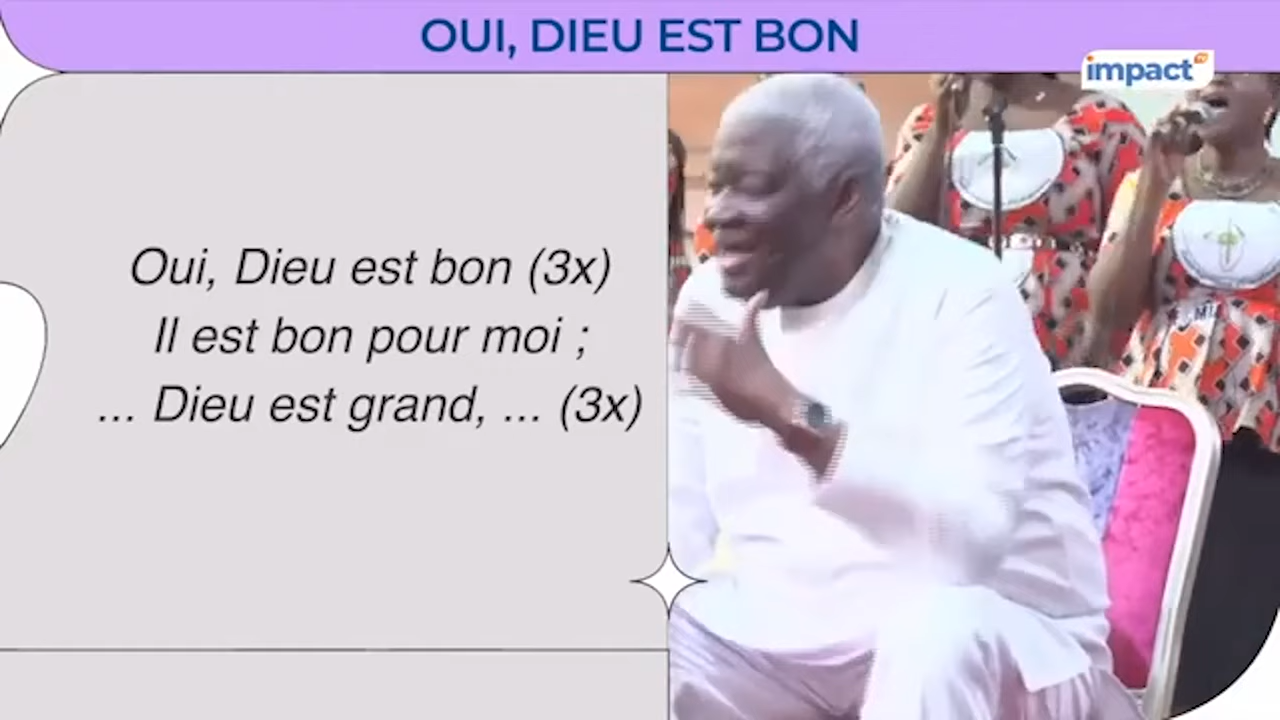 OUI, DIEU EST BON
impact TV
Oui, Dieu est bon (3x)
Il est bon pour moi ;
... Dieu est grand, ... (3x)